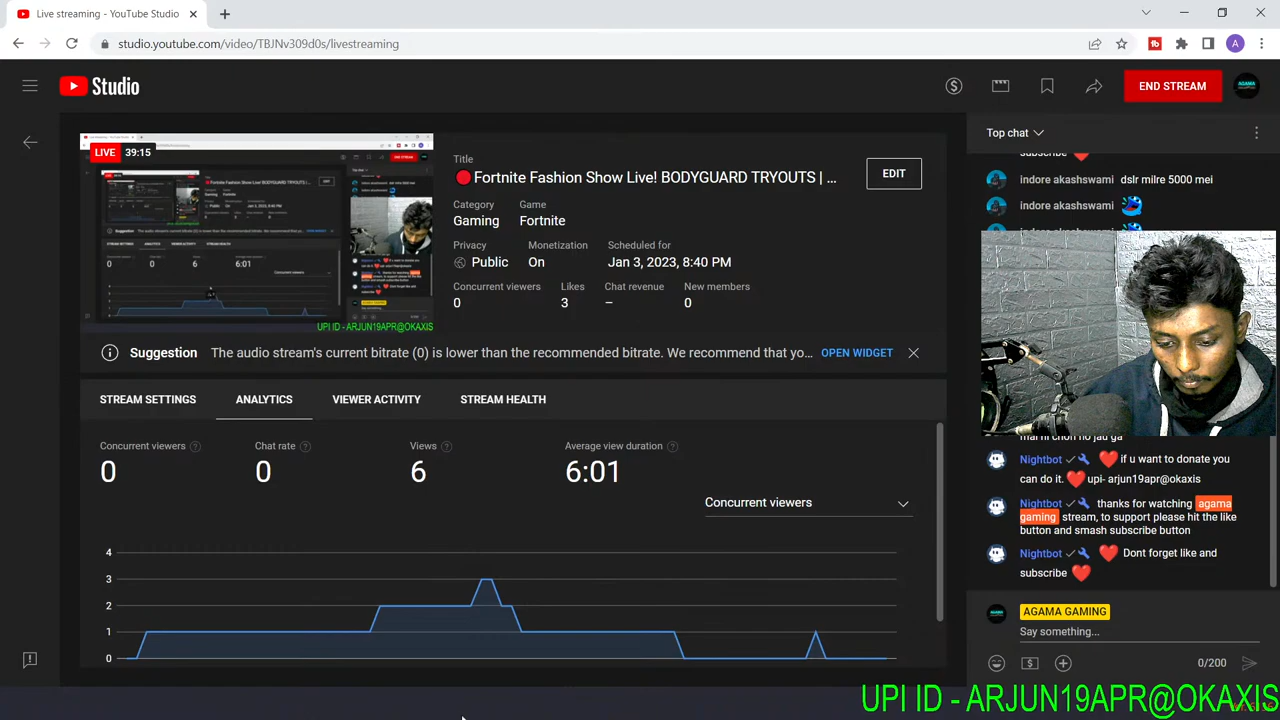 Live streaming - YouTube Studio
studio.youtube.com/video/TBJNv309d0s/livestreaming
A
Studio
END STREAM
AGAMA
LIVE 39:15
UPI ID - ARJUN19APR@OKAXIS
Title
Fortnite Fashion Show Live! BODYGUARD TRYOUTS | ...
EDIT
Category
Gaming
Game
Fortnite
Privacy
Public
Monetization
On
Scheduled for
Jan 3, 2023, 8:40 PM
Concurrent viewers
0
Likes
3
Chat revenue
–
New members
0
Suggestion The audio stream's current bitrate (0) is lower than the recommended bitrate. We recommend that yo... OPEN WIDGET
STREAM SETTINGS
ANALYTICS
VIEWER ACTIVITY
STREAM HEALTH
Concurrent viewers
0
Chat rate
0
Views
6
Average view duration
6:01
Concurrent viewers
4
3
2
1
0
Top chat
subscribe
indore akashswami dslr milre 5000 mei
indore akashswami
mai hi chori ho jau ga
Nightbot if u want to donate you
can do it. upi- arjun19apr@okaxis
Nightbot thanks for watching agama
gaming stream, to support please hit the like
button and smash subscribe button
Nightbot Dont forget like and
subscribe
AGAMA GAMING
Say something...
0/200
UPI ID - ARJUN19APR@OKAXIS